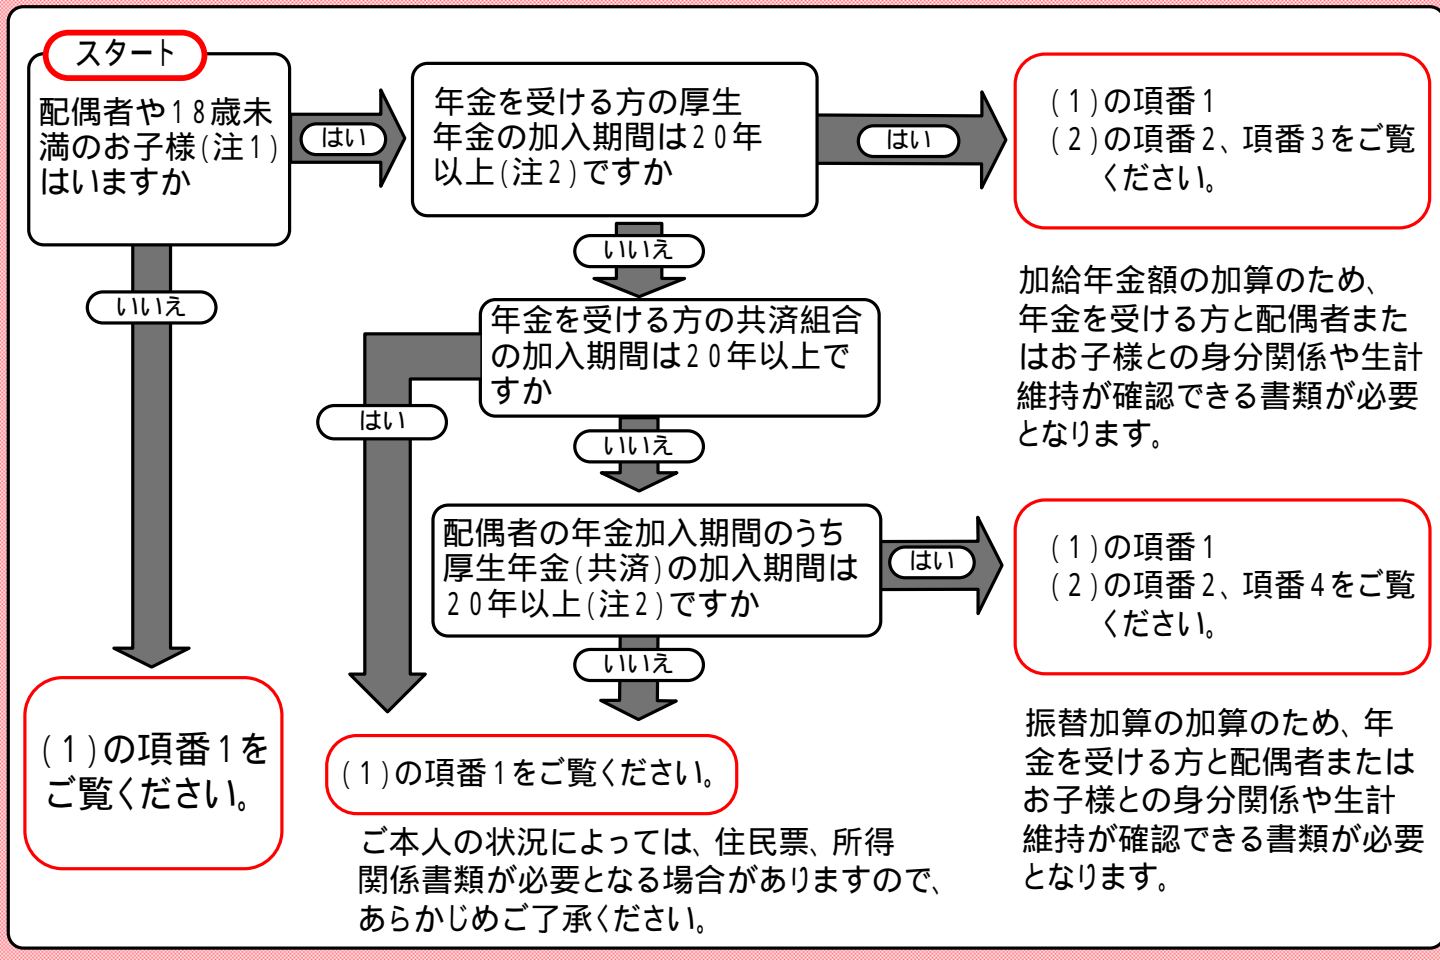 スタート
配偶者や18歳未
満のお子様(注1)
はいますか
はい
年金を受ける方の厚生
年金の加入期間は20年
以上(注2)ですか
はい
(1)の項番1
(2)の項番2、項番3をご覧
ください。
加給年金額の加算のため、
年金を受ける方と配偶者また
はお子様との身分関係や生計
維持が確認できる書類が必要
となります。
いいえ
いいえ
年金を受ける方の共済組合
の加入期間は20年以上で
すか
はい
いいえ
配偶者の年金加入期間のうち
厚生年金(共済)の加入期間は
20年以上(注2)ですか
はい
(1)の項番1
(2)の項番2、項番4をご覧
ください。
振替加算の加算のため、年
金を受ける方と配偶者または
お子様との身分関係や生計
維持が確認できる書類が必要
となります。
いいえ
(1)の項番1を
ご覧ください。
(1)の項番1をご覧ください。
ご本人の状況によっては、住民票、所得
関係書類が必要となる場合がありますので、
あらかじめご了承ください。